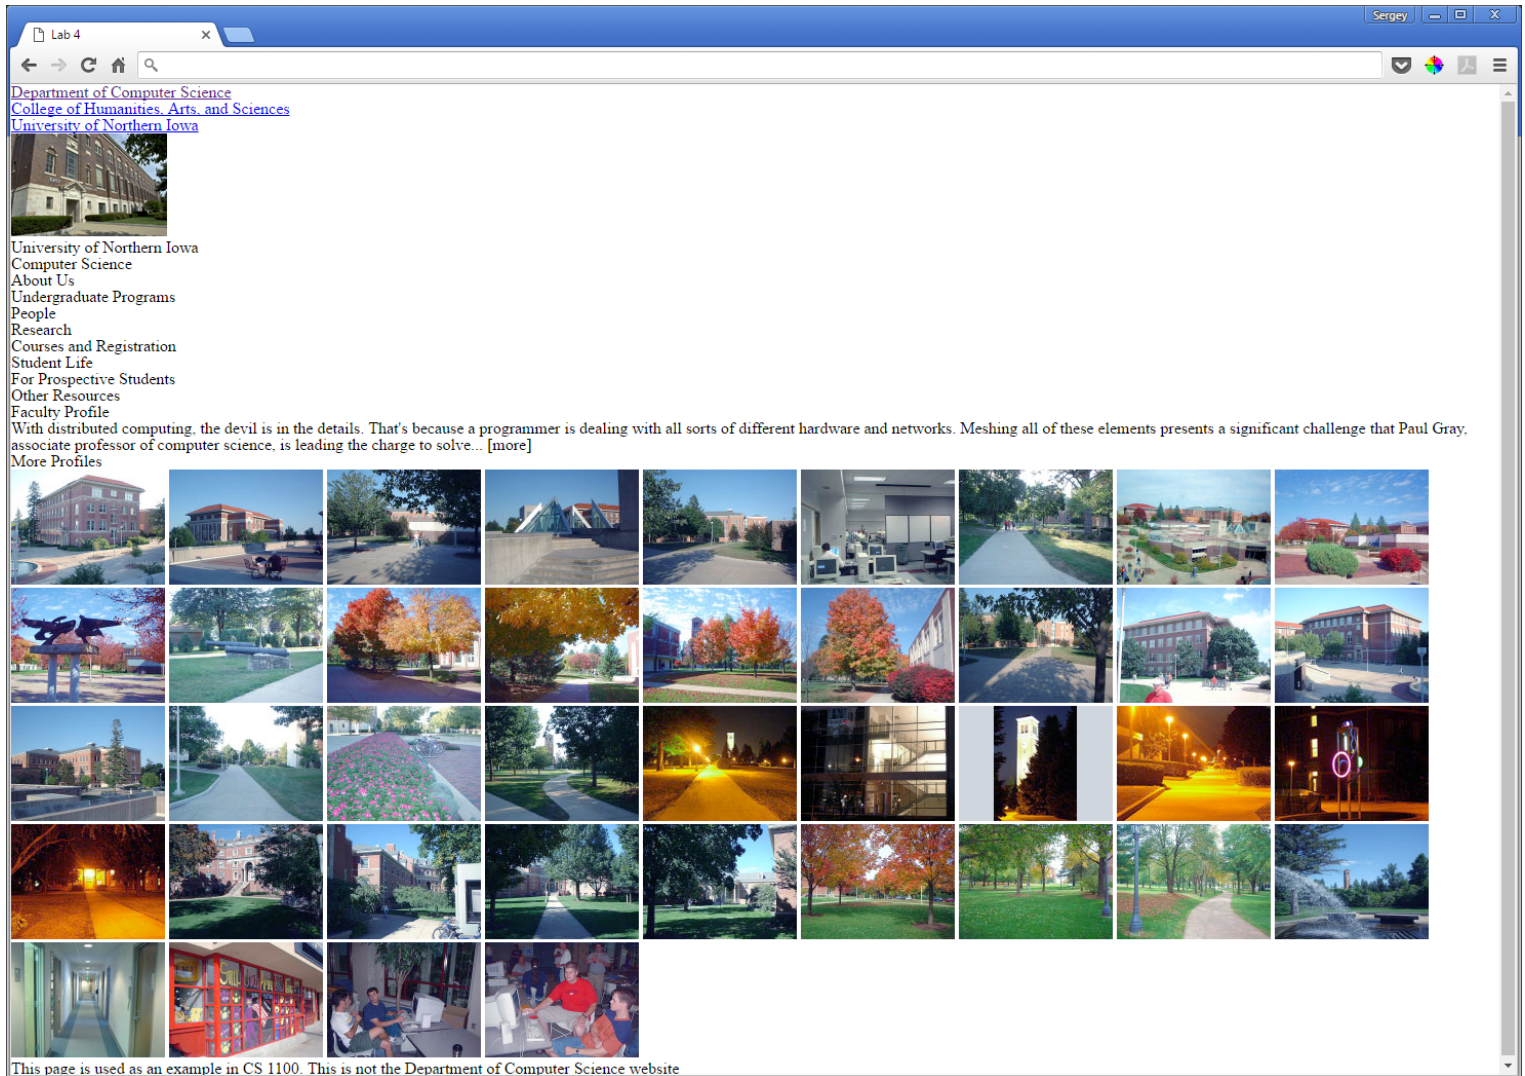 Sergey
Lab 4
Department of Computer Science
College of Humanities, Arts, and Sciences
University of Northern Iowa
University of Northern Iowa
Computer Science
About Us
Undergraduate Programs
People
Research
Courses and Registration
Student Life
For Prospective Students
Other Resources
Faculty Profile
With distributed computing, the devil is in the details. That's because a programmer is dealing with all sorts of different hardware and networks. Meshing all of these elements presents a significant challenge that Paul Gray,
associate professor of computer science, is leading the charge to solve... [more]
More Profiles
This page is used as an example in CS 1100. This is not the Department of Computer Science website